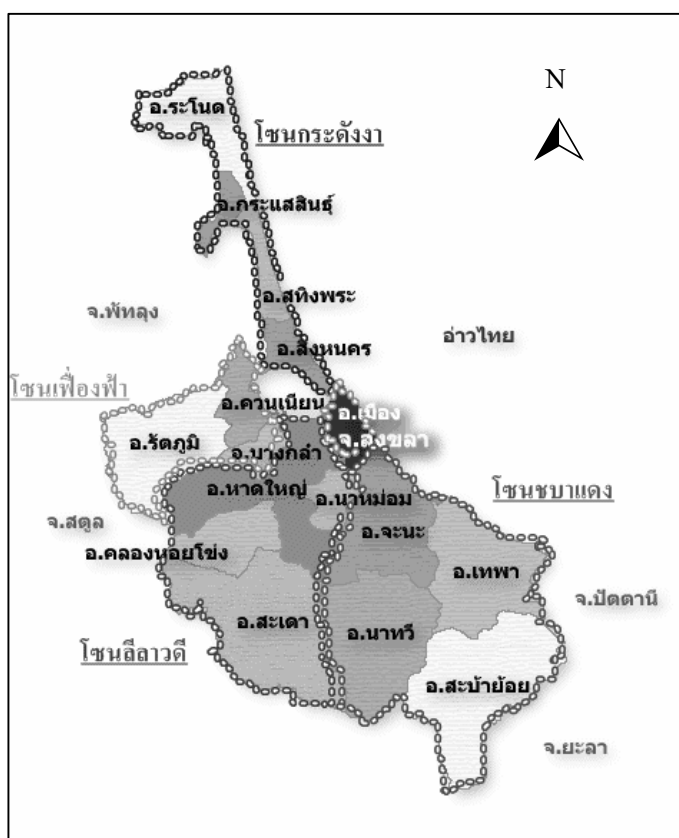 N
อ.ระโนด
โซนกระดังงา
อ.กระแสสินธุ์
อ.สทิงพระ
จ.พัทลุง
อ่าวไทย
อ.สิงหนคร
โซนเฟื่องฟ้า
อ.ควนเนียน
อ.เมือง
จ.สงขลา
อ.รัตภูมิ
อ.บางกล่ำ
อ.หาดใหญ่
อ.นาหม่อม
โซนชบาแดง
จ.สตูล
อ.จะนะ
อ.คลองหอยโข่ง
อ.เทพา
จ.ปัตตานี
อ.สะเดา
อ.นาทวี
โซนลีลาวดี
อ.สะบ้าย้อย
จ.ยะลา